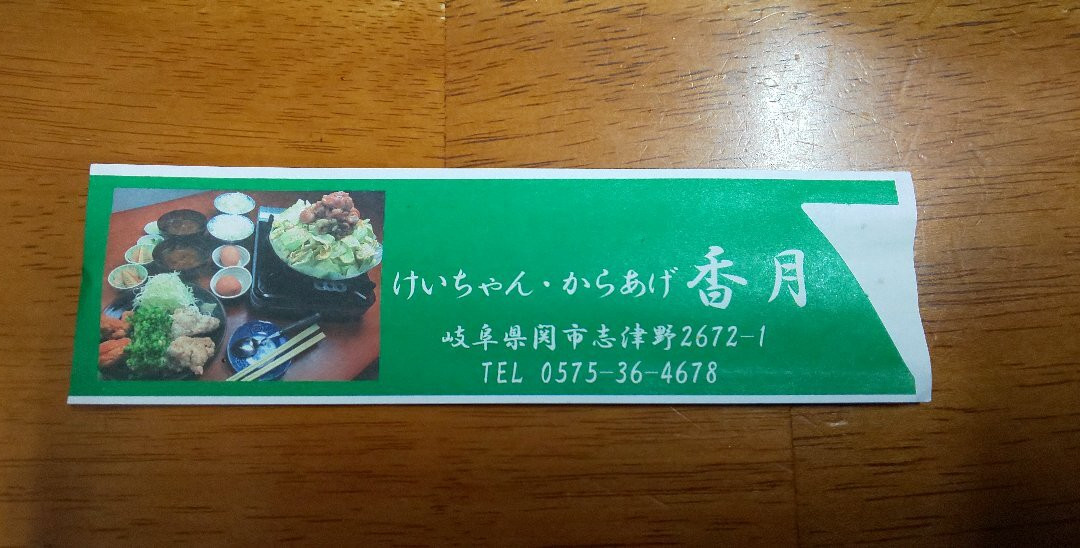 けいちゃん・からあげ 香月
岐阜県関市志津野2672-1
TEL 0575-36-4678